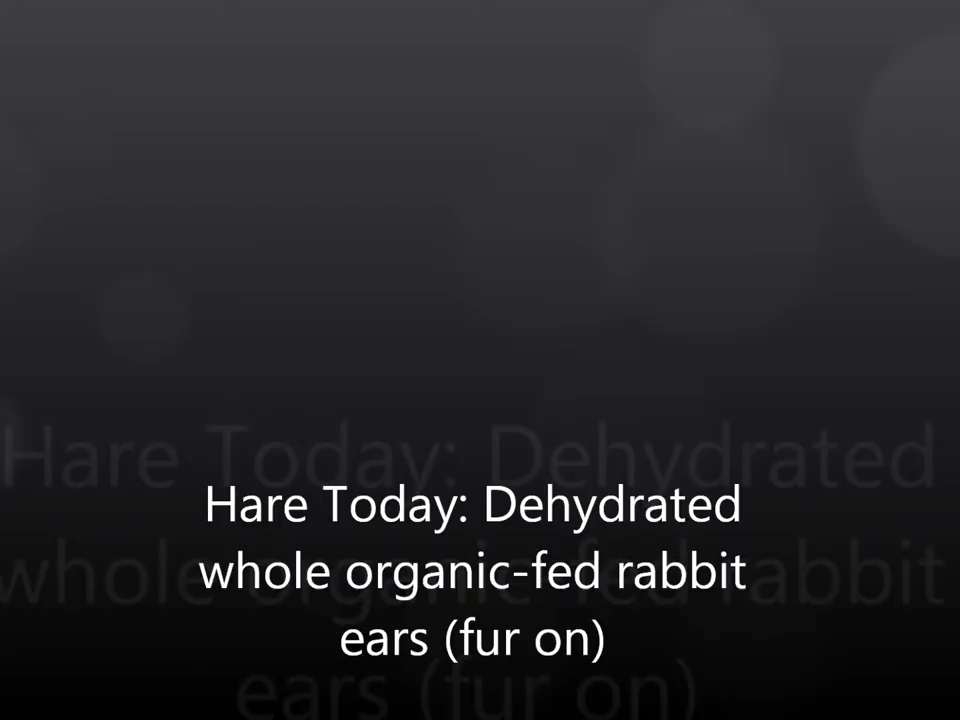 Hare Today: Dehydrated
whole organic-fed rabbit
ears (fur on)